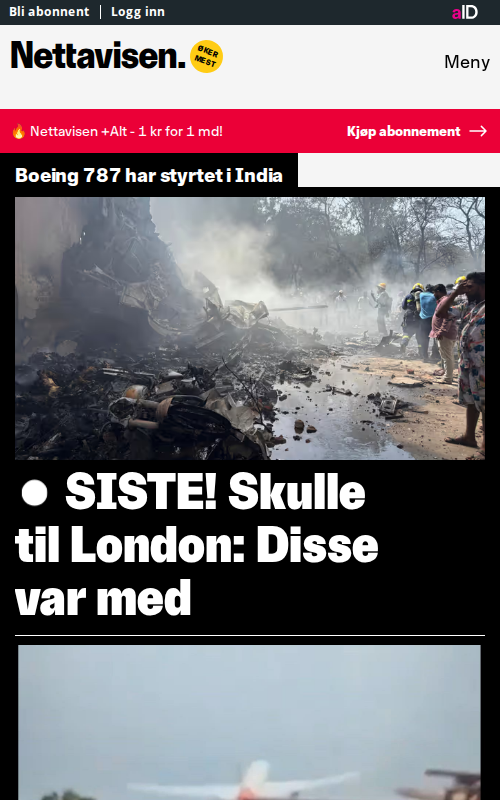 Bli abonnent
Logg inn
aID
Nettavisen.
ØKER
MEST
Meny
🔥 Nettavisen +Alt - 1 kr for 1 md!
Kjøp abonnement →
Boeing 787 har styrtet i India
SISTE! Skulle
til London: Disse
var med